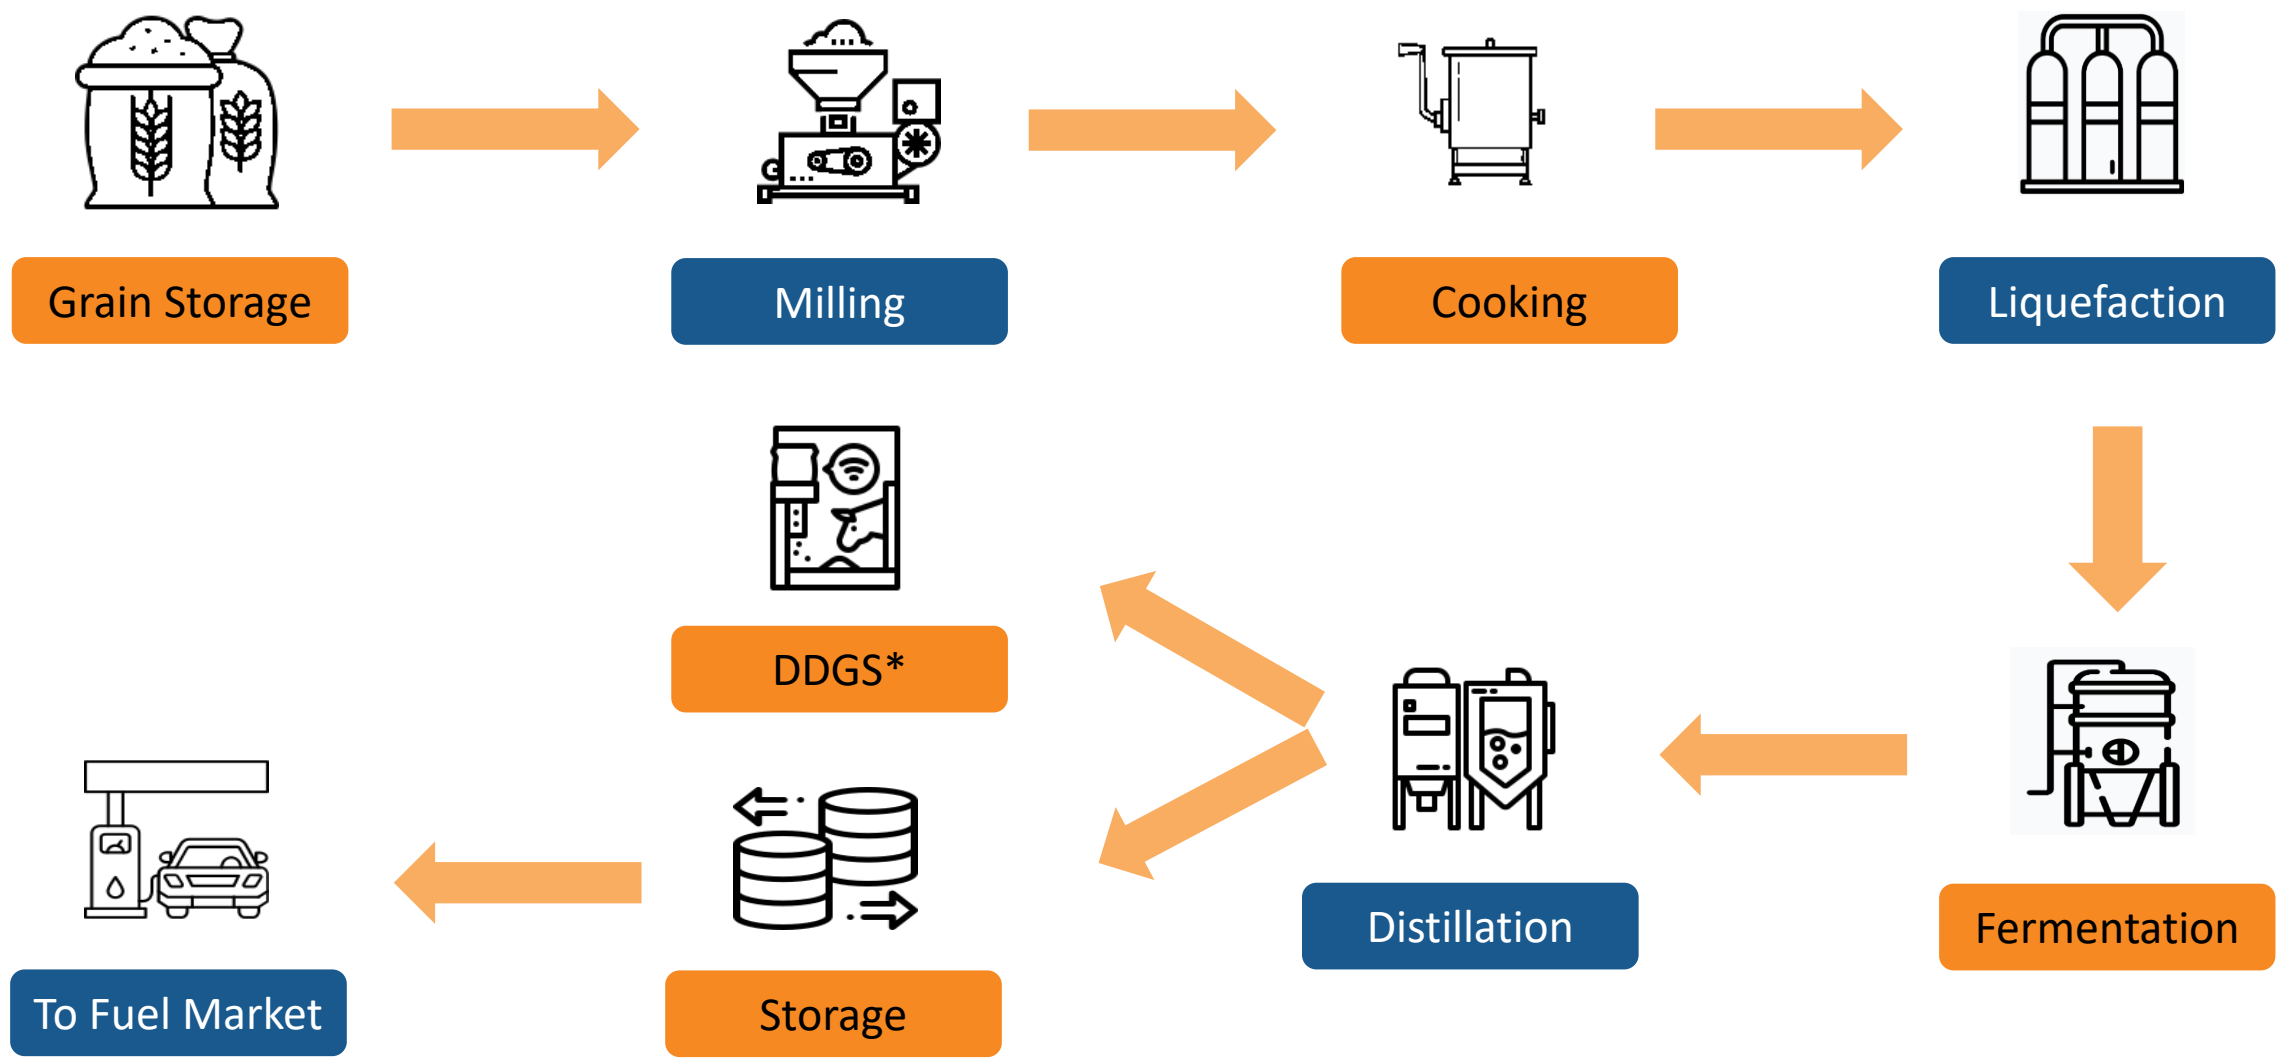 Grain Storage
Milling
Cooking
Liquefaction
DDGS*
Distillation
Fermentation
To Fuel Market
Storage